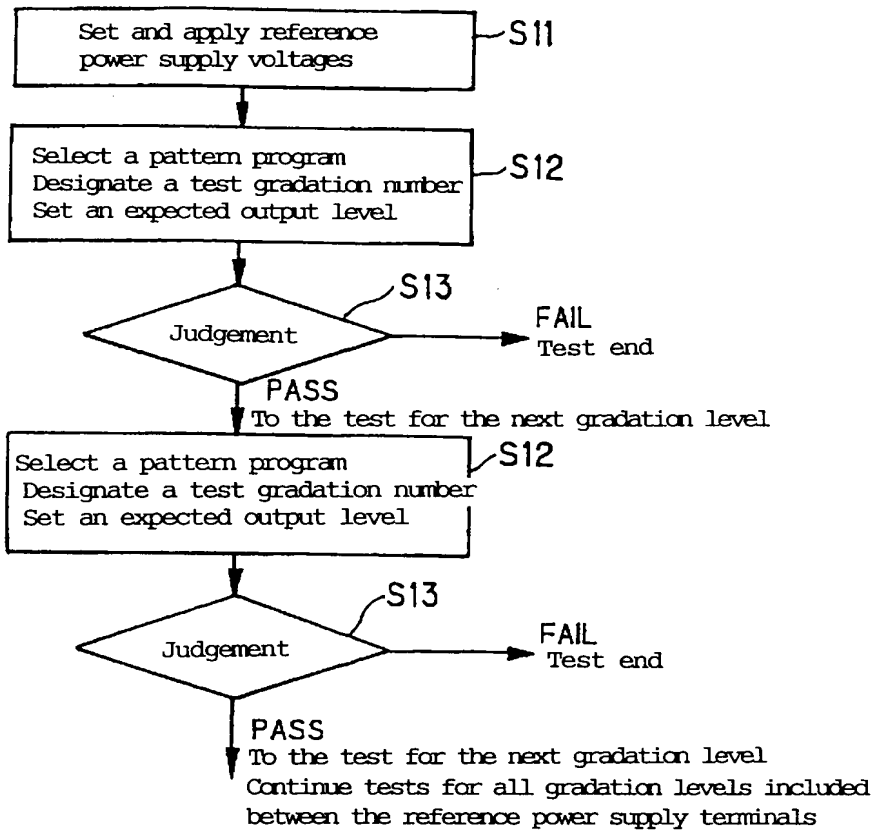 Set and apply reference
power supply voltages
S11
Select a pattern program
Designate a test gradation number
Set an expected output level
S12
S13
Judgement
FAIL
Test end
PASS
To the test for the next gradation level
Select a pattern program
Designate a test gradation number
Set an expected output level
S12
S13
Judgement
FAIL
Test end
PASS
To the test for the next gradation level
Continue tests for all gradation levels included
between the reference power supply terminals